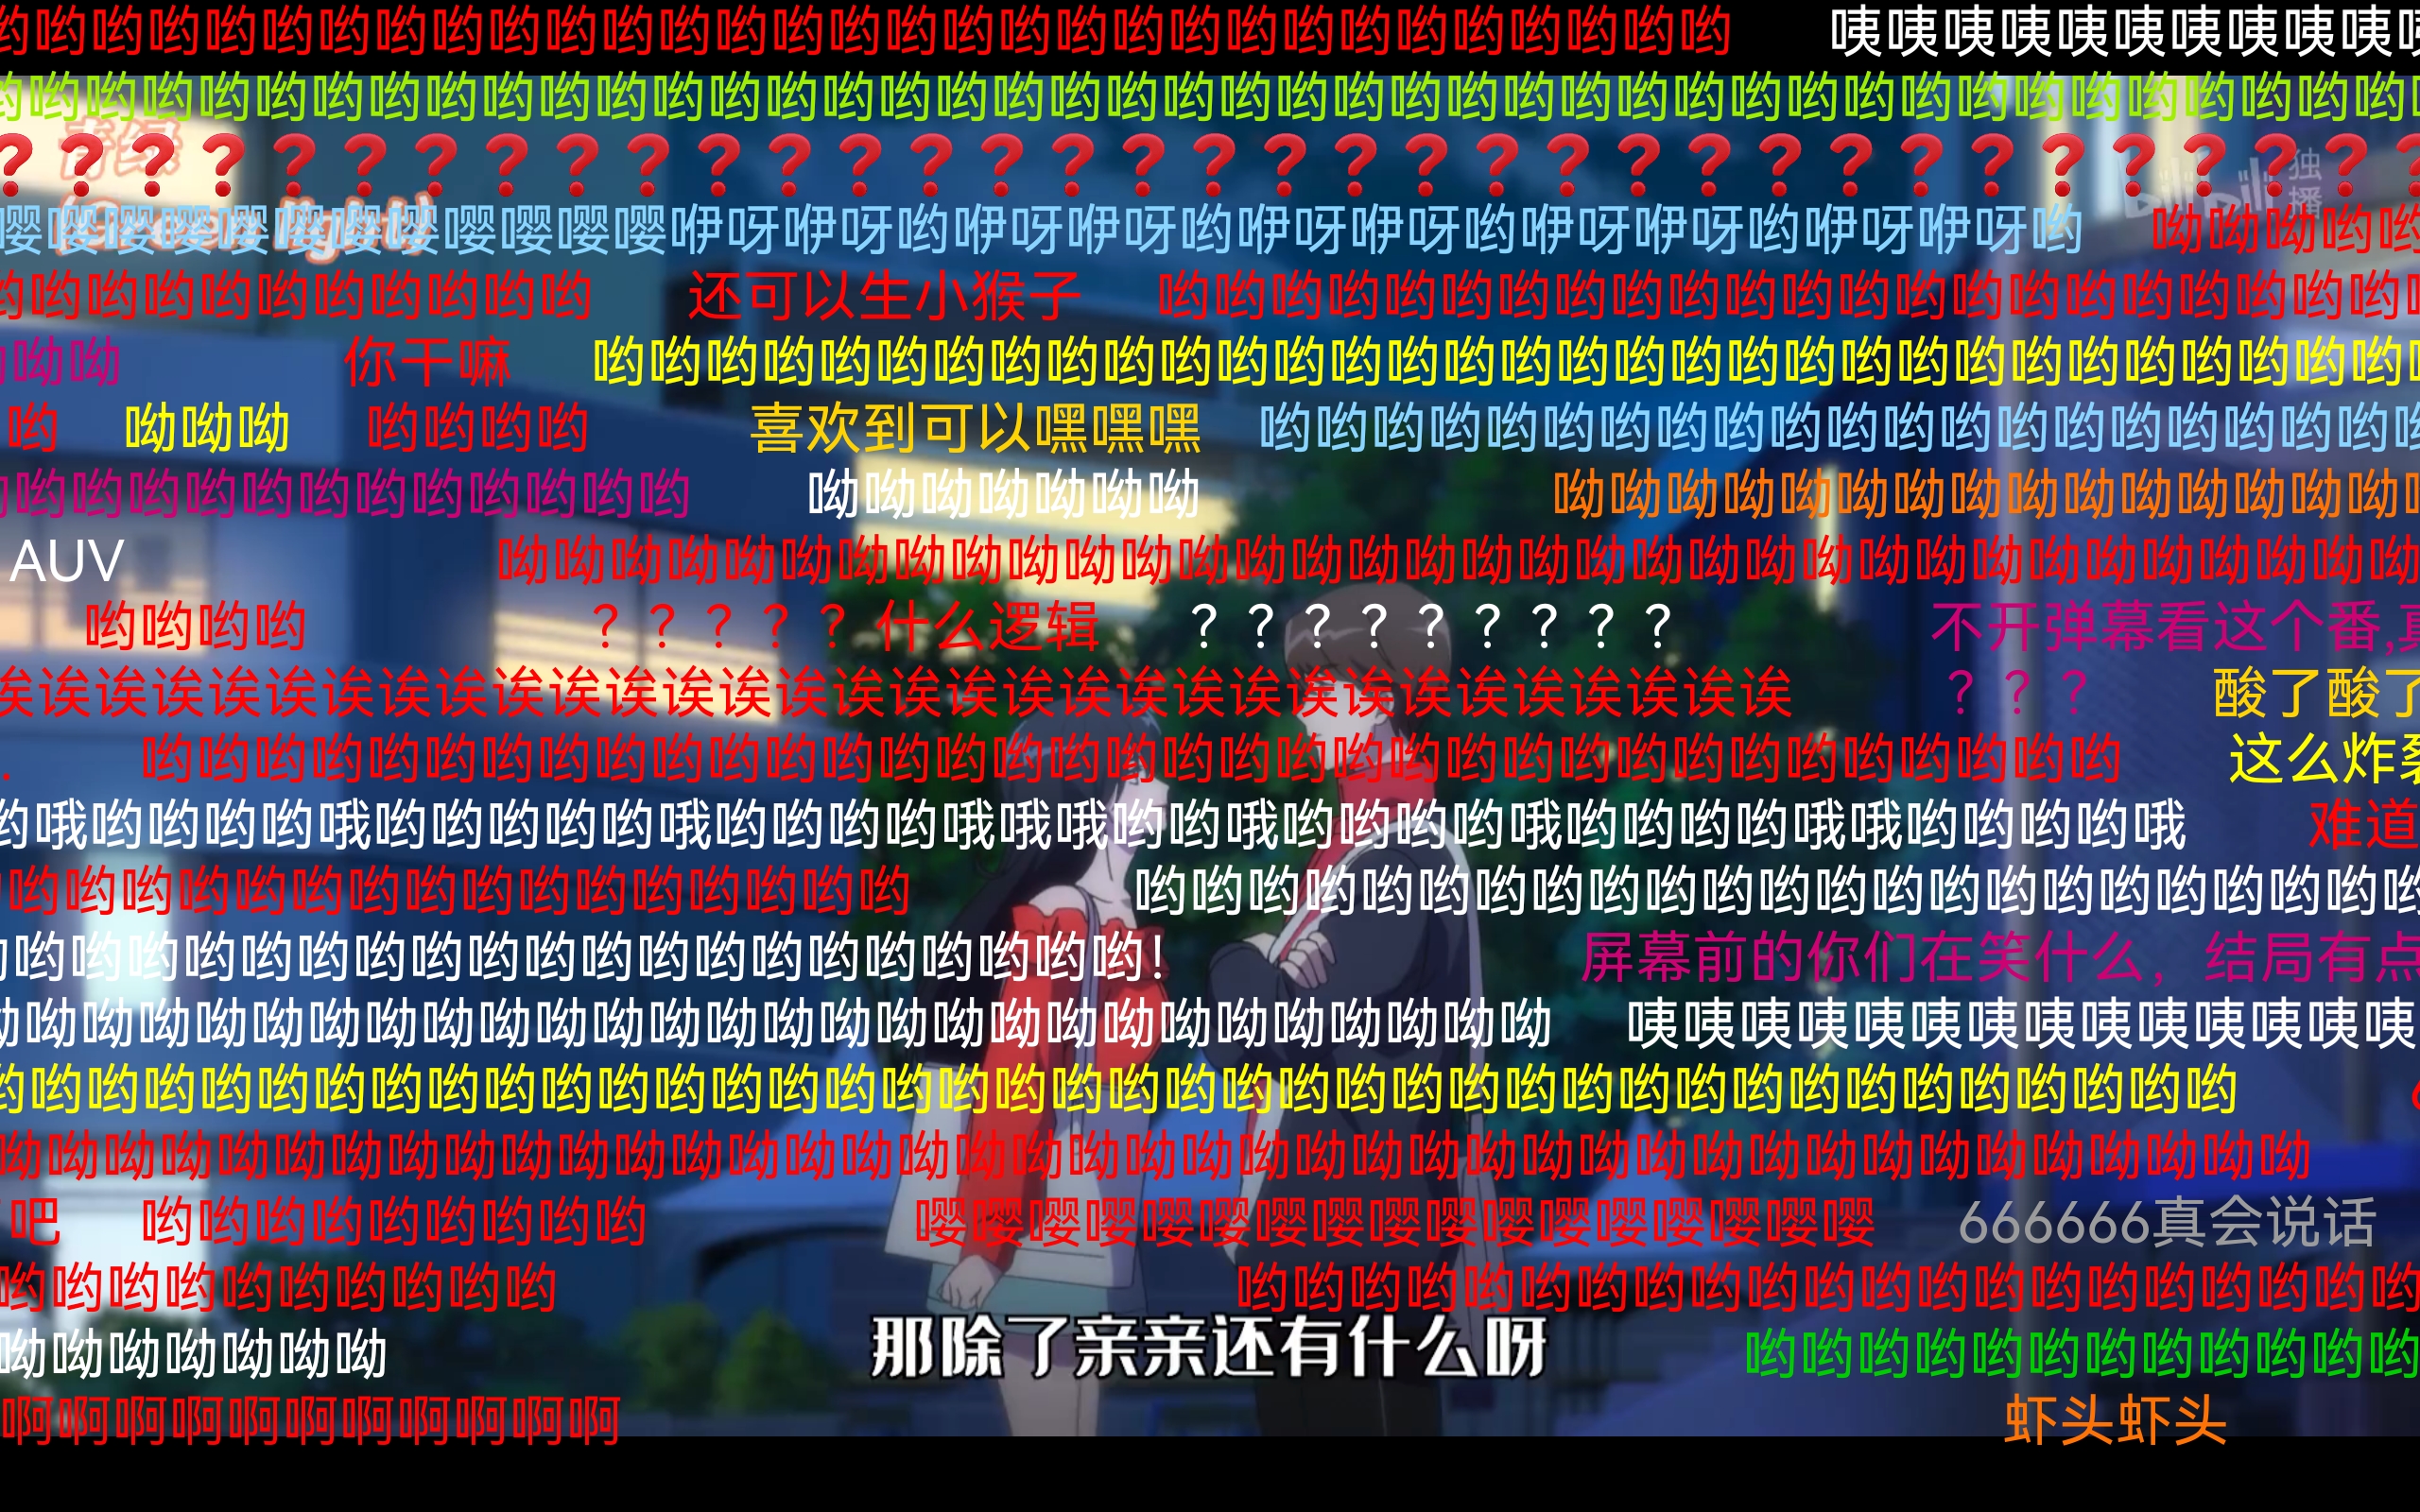 哟哟哟哟哟哟哟哟哟哟哟哟哟哟哟哟哟哟哟哟哟哟哟哟哟哟哟哟哟哟哟 咦咦咦咦咦咦咦咦咦咦
哟哟哟哟哟哟哟哟哟哟哟哟哟哟哟哟哟哟哟哟哟哟哟哟哟哟哟哟哟哟哟哟哟哟哟哟哟哟哟哟哟哟
青绿
❓❓❓❓❓❓❓❓❓❓❓❓❓❓❓❓❓❓❓❓❓❓❓❓❓❓❓❓❓❓❓❓❓❓❓
bilibili 独播
嘤嘤嘤嘤嘤嘤嘤嘤嘤嘤嘤嘤咿呀咿呀哟咿呀咿呀哟咿呀咿呀哟咿呀咿呀哟咿呀咿呀哟 呦呦呦哟哟
哟哟哟哟哟哟哟哟哟哟哟 还可以生小猴子 哟哟哟哟哟哟哟哟哟哟哟哟哟哟哟哟哟哟哟哟哟哟
呦呦 你干嘛 哟哟哟哟哟哟哟哟哟哟哟哟哟哟哟哟哟哟哟哟哟哟哟哟哟哟哟哟哟哟哟哟
哟 呦呦呦 哟哟哟哟 喜欢到可以嘿嘿嘿 哟哟哟哟哟哟哟哟哟哟哟哟哟哟哟哟哟哟哟哟
哟哟哟哟哟哟哟哟哟哟哟哟 呦呦呦呦呦呦呦 呦呦呦呦呦呦呦呦呦呦呦呦呦呦呦
AUV 呦呦呦呦呦呦呦呦呦呦呦呦呦呦呦呦呦呦呦呦呦呦呦呦呦呦呦呦呦呦呦呦呦呦
哟哟哟哟 ？？？？？什么逻辑 ？？？？？？？？？ 不开弹幕看这个番,真
诶诶诶诶诶诶诶诶诶诶诶诶诶诶诶诶诶诶诶诶诶诶诶诶诶诶诶诶诶诶诶诶 ？？？ 酸了酸了
. 哟哟哟哟哟哟哟哟哟哟哟哟哟哟哟哟哟哟哟哟哟哟哟哟哟哟哟哟哟哟哟哟哟哟哟 这么炸裂
哟哦哟哟哟哟哦哟哟哟哟哟哦哟哟哟哟哦哦哦哟哟哦哟哟哟哟哦哟哟哟哟哦哦哟哟哟哟哦 难道
哟哟哟哟哟哟哟哟哟哟哟哟哟哟哟哟 哟哟哟哟哟哟哟哟哟哟哟哟哟哟哟哟哟哟哟哟哟哟哟
哟哟哟哟哟哟哟哟哟哟哟哟哟哟哟哟哟哟哟哟！ 屏幕前的你们在笑什么，结局有点
呦呦呦呦呦呦呦呦呦呦呦呦呦呦呦呦呦呦呦呦呦呦呦呦呦呦呦呦 咦咦咦咦咦咦咦咦咦咦咦咦咦咦
哟哟哟哟哟哟哟哟哟哟哟哟哟哟哟哟哟哟哟哟哟哟哟哟哟哟哟哟哟哟哟哟哟哟哟哟哟哟哟哟
呦呦呦呦呦呦呦呦呦呦呦呦呦呦呦呦呦呦呦呦呦呦呦呦呦呦呦呦呦呦呦呦呦呦呦呦呦呦呦呦呦
吧 哟哟哟哟哟哟哟哟哟 嘤嘤嘤嘤嘤嘤嘤嘤嘤嘤嘤嘤嘤嘤嘤嘤嘤 666666真会说话
哟哟哟哟哟哟哟哟哟哟 哟哟哟哟哟哟哟哟哟哟哟哟哟哟哟哟哟哟哟哟哟
呦呦呦呦呦呦呦 那除了亲亲还有什么呀 哟哟哟哟哟哟哟哟哟哟哟哟
啊啊啊啊啊啊啊啊啊啊啊 虾头虾头